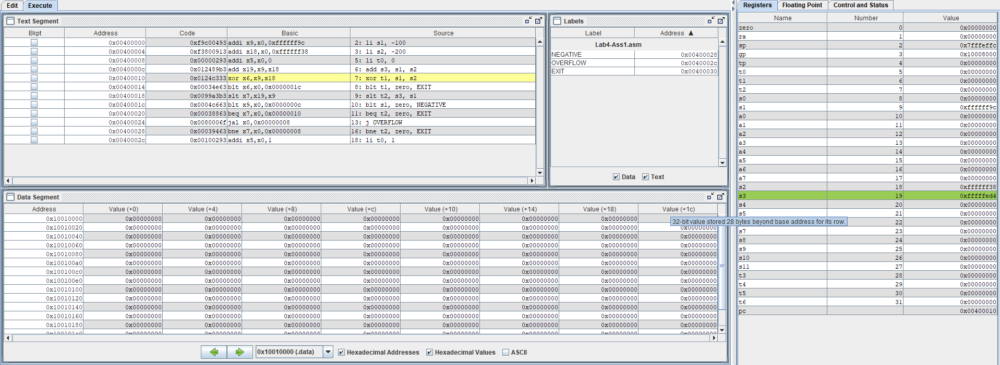 Edit Execute
Text Segment
Bkpt Address Code Basic Source
0x00400000 0xf9c00493 addi x9,x0,0xffffff9c 2: li s1, -100
0x00400004 0xf3800913 addi x18,x0,0xffffff38 3: li s2, -200
0x00400008 0x00000293 addi x5,x0,0 5: li t0, 0
0x0040000c 0x012489b3 add x19,x9,x18 6: add s3, s1, s2
0x00400010 0x0124c333 xor x6,x9,x18 7: xor t1, s1, s2
0x00400014 0x00034e63 blt x6,x0,0x0000001c 8: blt t1, zero, EXIT
0x00400018 0x0099a3b3 slt x7,x19,x9 9: slt t2, s3, s1
0x0040001c 0x0004c663 blt x9,x0,0x0000000c 10: blt s1, zero, NEGATIVE
0x00400020 0x00038863 beq x7,x0,0x00000010 11: beq t2, zero, EXIT
0x00400024 0x0080006f jal x0,0x00000008 13: j OVERFLOW
0x00400028 0x00039463 bne x7,x0,0x00000008 16: bne t2, zero, EXIT
0x0040002c 0x00100293 addi x5,x0,1 18: li t0, 1
Labels
Label Address ▲
Lab4-Ass1.asm
NEGATIVE 0x00400028
OVERFLOW 0x0040002c
EXIT 0x00400030
Data Text
Data Segment
Address Value (+0) Value (+4) Value (+8) Value (+c) Value (+10) Value (+14) Value (+18) Value (+1c)
0x10010000 0x00000000 0x00000000 0x00000000 0x00000000 0x00000000 0x00000000 0x00000000 0x00000000
32-bit value stored 28 bytes beyond base address for its row.
0x10010020 0x00000000 0x00000000 0x00000000 0x00000000 0x00000000 0x00000000 0x00000000 0x00000000
0x10010040 0x00000000 0x00000000 0x00000000 0x00000000 0x00000000 0x00000000 0x00000000 0x00000000
0x10010060 0x00000000 0x00000000 0x00000000 0x00000000 0x00000000 0x00000000 0x00000000 0x00000000
0x10010080 0x00000000 0x00000000 0x00000000 0x00000000 0x00000000 0x00000000 0x00000000 0x00000000
0x100100a0 0x00000000 0x00000000 0x00000000 0x00000000 0x00000000 0x00000000 0x00000000 0x00000000
0x100100c0 0x00000000 0x00000000 0x00000000 0x00000000 0x00000000 0x00000000 0x00000000 0x00000000
0x100100e0 0x00000000 0x00000000 0x00000000 0x00000000 0x00000000 0x00000000 0x00000000 0x00000000
0x10010100 0x00000000 0x00000000 0x00000000 0x00000000 0x00000000 0x00000000 0x00000000 0x00000000
0x10010120 0x00000000 0x00000000 0x00000000 0x00000000 0x00000000 0x00000000 0x00000000 0x00000000
0x10010140 0x00000000 0x00000000 0x00000000 0x00000000 0x00000000 0x00000000 0x00000000 0x00000000
0x10010160 0x00000000 0x00000000 0x00000000 0x00000000 0x00000000 0x00000000 0x00000000 0x00000000
0x10010180 0x00000000 0x00000000 0x00000000 0x00000000 0x00000000 0x00000000 0x00000000 0x00000000
0x100101a0 0x00000000 0x00000000 0x00000000 0x00000000 0x00000000 0x00000000 0x00000000 0x00000000
0x10010000 (.data) Hexadecimal Addresses Hexadecimal Values ASCII
Registers Floating Point Control and Status
Name Number Value
zero 0 0x00000000
ra 1 0x00000000
sp 2 0x7fffeffc
gp 3 0x10008000
tp 4 0x00000000
t0 5 0x00000000
t1 6 0x00000000
t2 7 0x00000000
s0 8 0x00000000
s1 9 0xffffff9c
a0 10 0x00000000
a1 11 0x00000000
a2 12 0x00000000
a3 13 0x00000000
a4 14 0x00000000
a5 15 0x00000000
a6 16 0x00000000
a7 17 0x00000000
s2 18 0xffffff38
s3 19 0xfffffed4
s4 20 0x00000000
s5 21 0x00000000
22 0x00000000
s7 23 0x00000000
s8 24 0x00000000
s9 25 0x00000000
s10 26 0x00000000
s11 27 0x00000000
t3 28 0x00000000
t4 29 0x00000000
t5 30 0x00000000
t6 31 0x00000000
pc 0x00400010